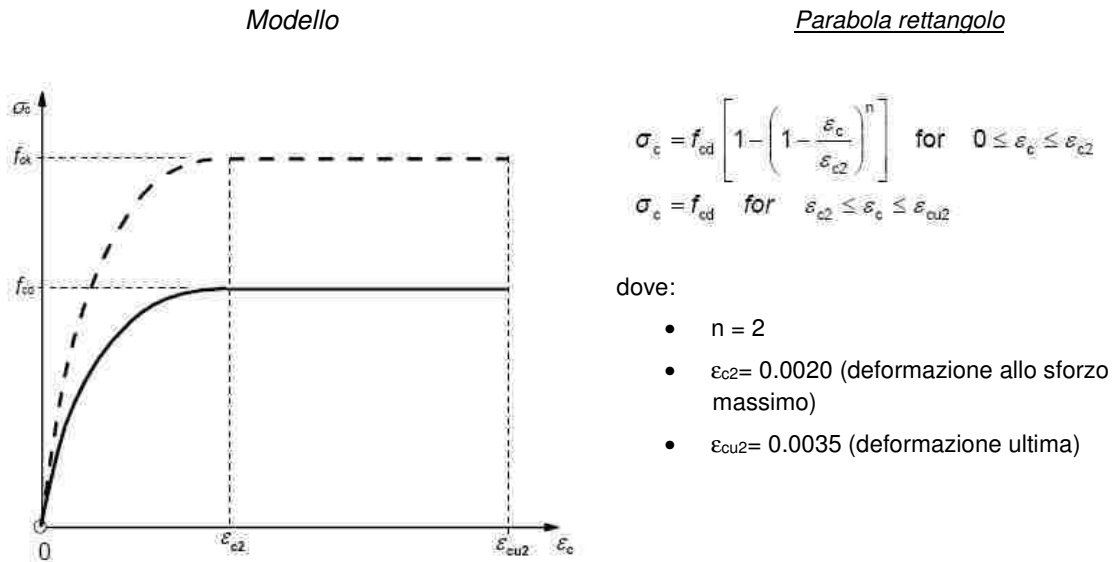 Modello
Parabola rettangolo
σc
fck
fcd
0
εc2
εcu2
εc
σc = fcd [1 − (1 − εc/εc2)^n] for 0 ≤ εc ≤ εc2
σc = fcd for εc2 ≤ εc ≤ εcu2
dove:
• n = 2
• εc2= 0.0020 (deformazione allo sforzo
massimo)
• εcu2= 0.0035 (deformazione ultima)